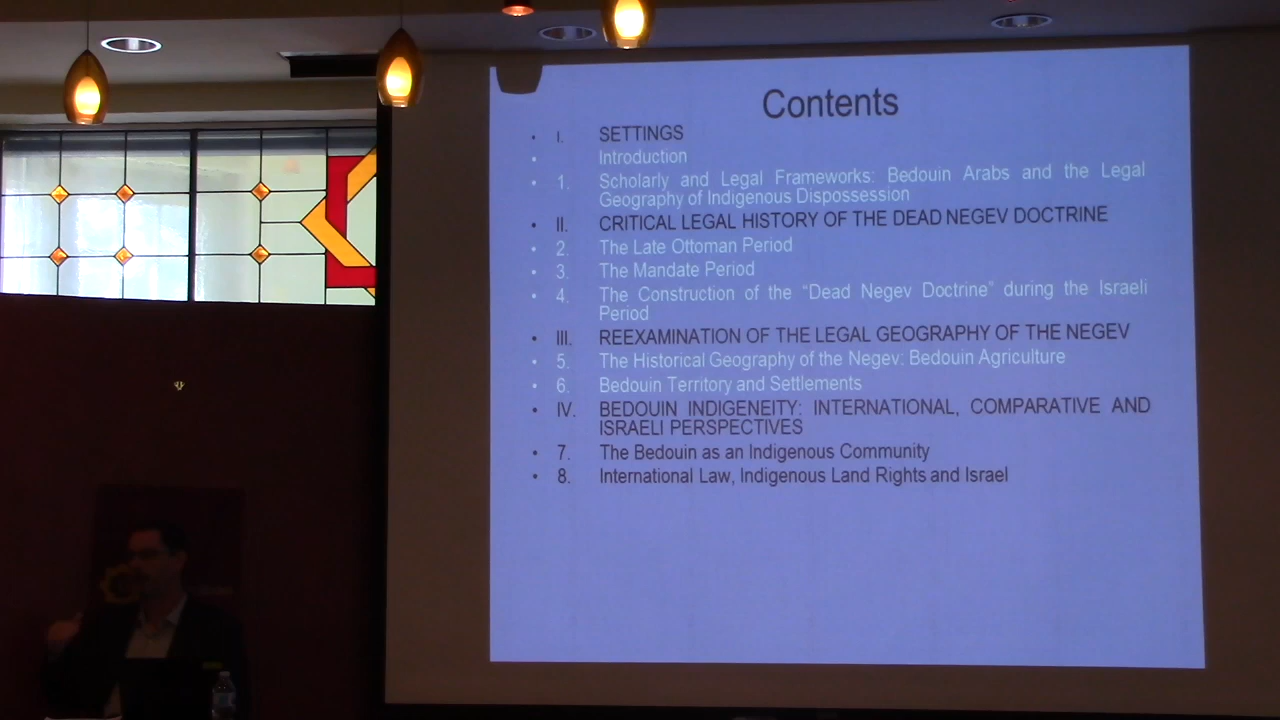 Contents
• I. SETTINGS
• Introduction
• 1. Scholarly and Legal Frameworks: Bedouin Arabs and the Legal
Geography of Indigenous Dispossession
• II. CRITICAL LEGAL HISTORY OF THE DEAD NEGEV DOCTRINE
• 2. The Late Ottoman Period
• 3. The Mandate Period
• 4. The Construction of the “Dead Negev Doctrine” during the Israeli
Period
• III. REEXAMINATION OF THE LEGAL GEOGRAPHY OF THE NEGEV
• 5. The Historical Geography of the Negev: Bedouin Agriculture
• 6. Bedouin Territory and Settlements
• IV. BEDOUIN INDIGENEITY: INTERNATIONAL, COMPARATIVE AND
ISRAELI PERSPECTIVES
• 7. The Bedouin as an Indigenous Community
• 8. International Law, Indigenous Land Rights and Israel